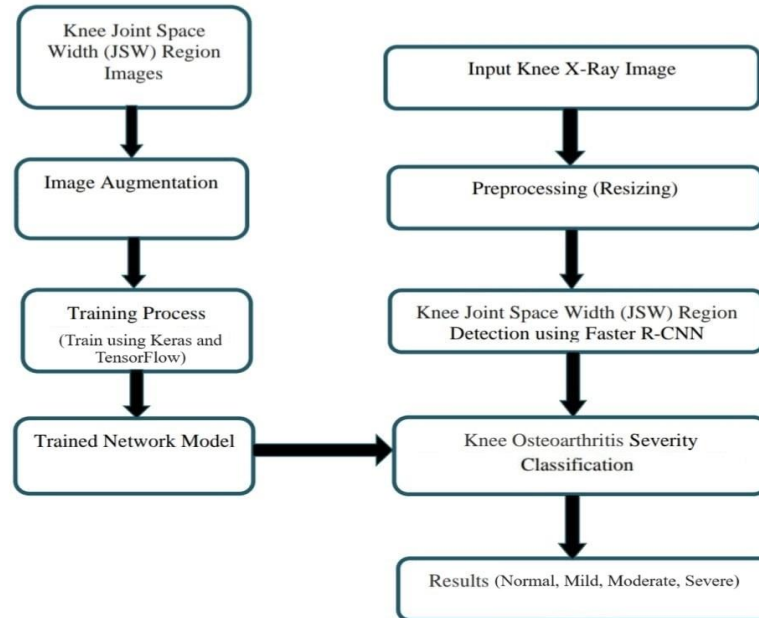 Knee Joint Space
Width (JSW) Region
Images
Image Augmentation
Training Process
(Train using Keras and
TensorFlow)
Trained Network Model
Input Knee X-Ray Image
Preprocessing (Resizing)
Knee Joint Space Width (JSW) Region
Detection using Faster R-CNN
Knee Osteoarthritis Severity
Classification
Results (Normal, Mild, Moderate, Severe)